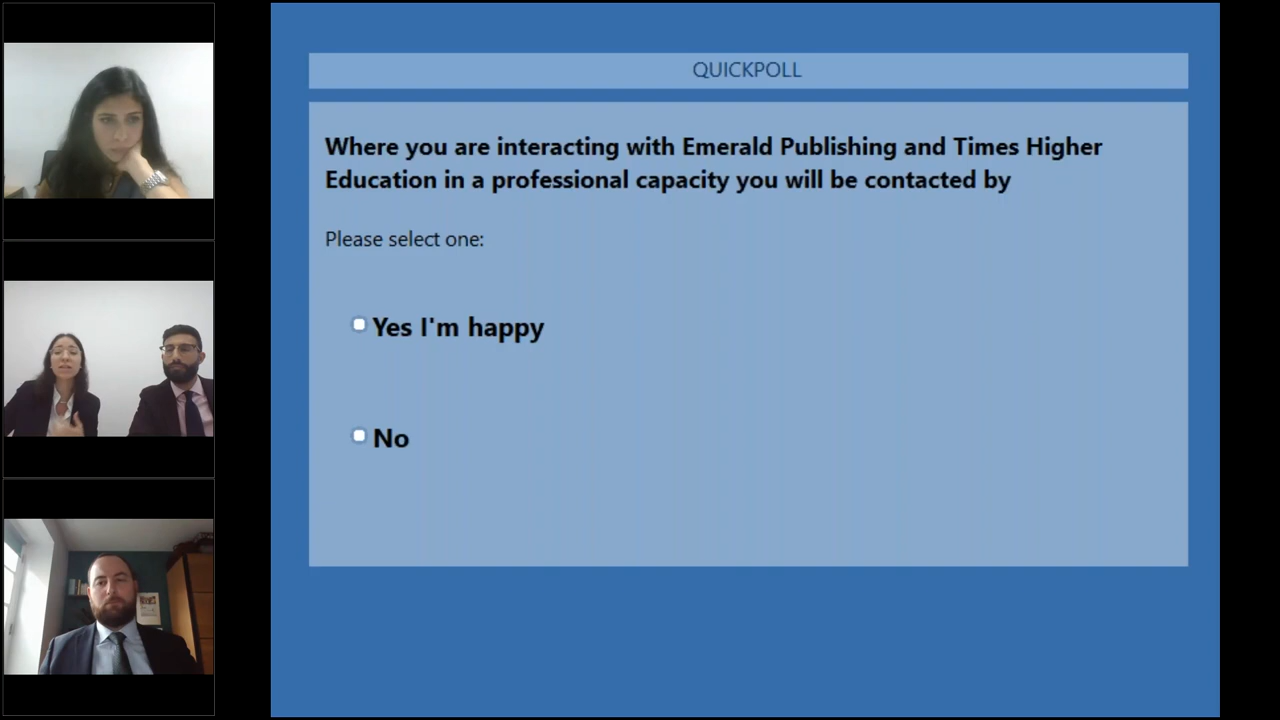 QUICKPOLL
Where you are interacting with Emerald Publishing and Times Higher
Education in a professional capacity you will be contacted by
Please select one:
Yes I'm happy
No